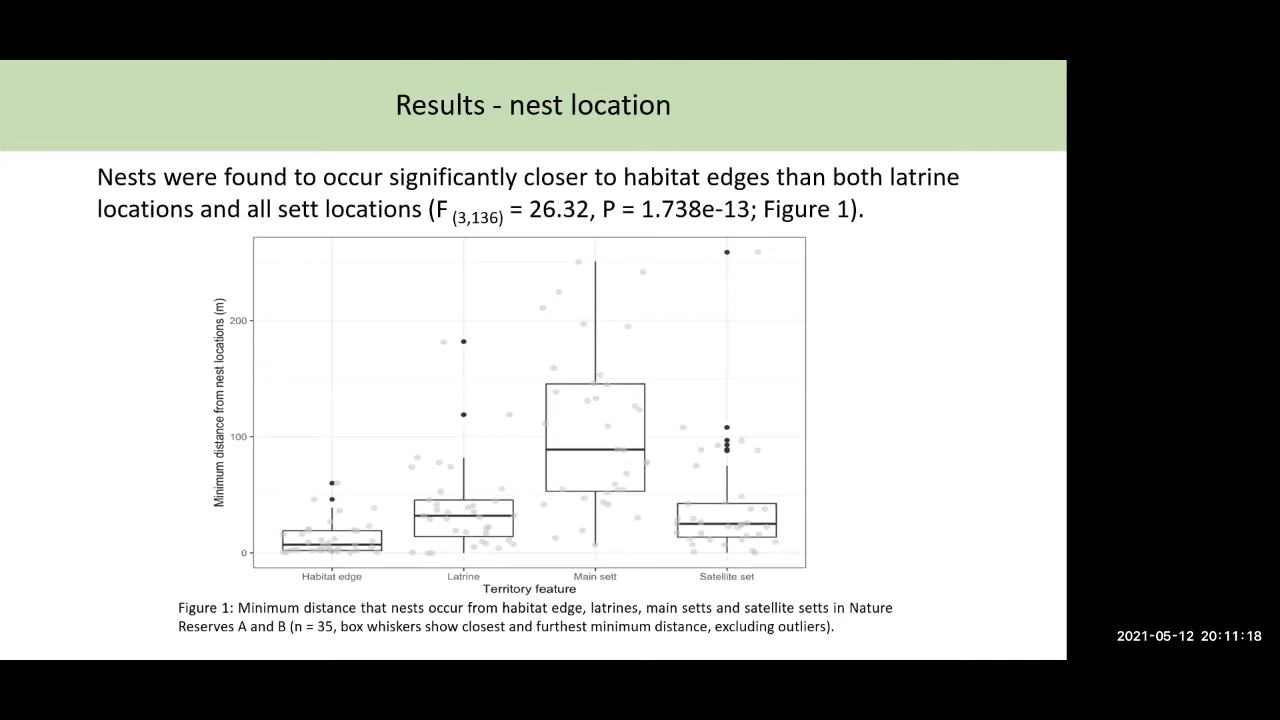 Results - nest location
Nests were found to occur significantly closer to habitat edges than both latrine
locations and all sett locations (F (3,136) = 26.32, P = 1.738e-13; Figure 1).
Minimum distance from nest locations (m)
200
100
0
Habitat edge Latrine Main sett Satellite set
Territory feature
Figure 1: Minimum distance that nests occur from habitat edge, latrines, main setts and satellite setts in Nature
Reserves A and B (n = 35, box whiskers show closest and furthest minimum distance, excluding outliers).
2021-05-12 20:11:18